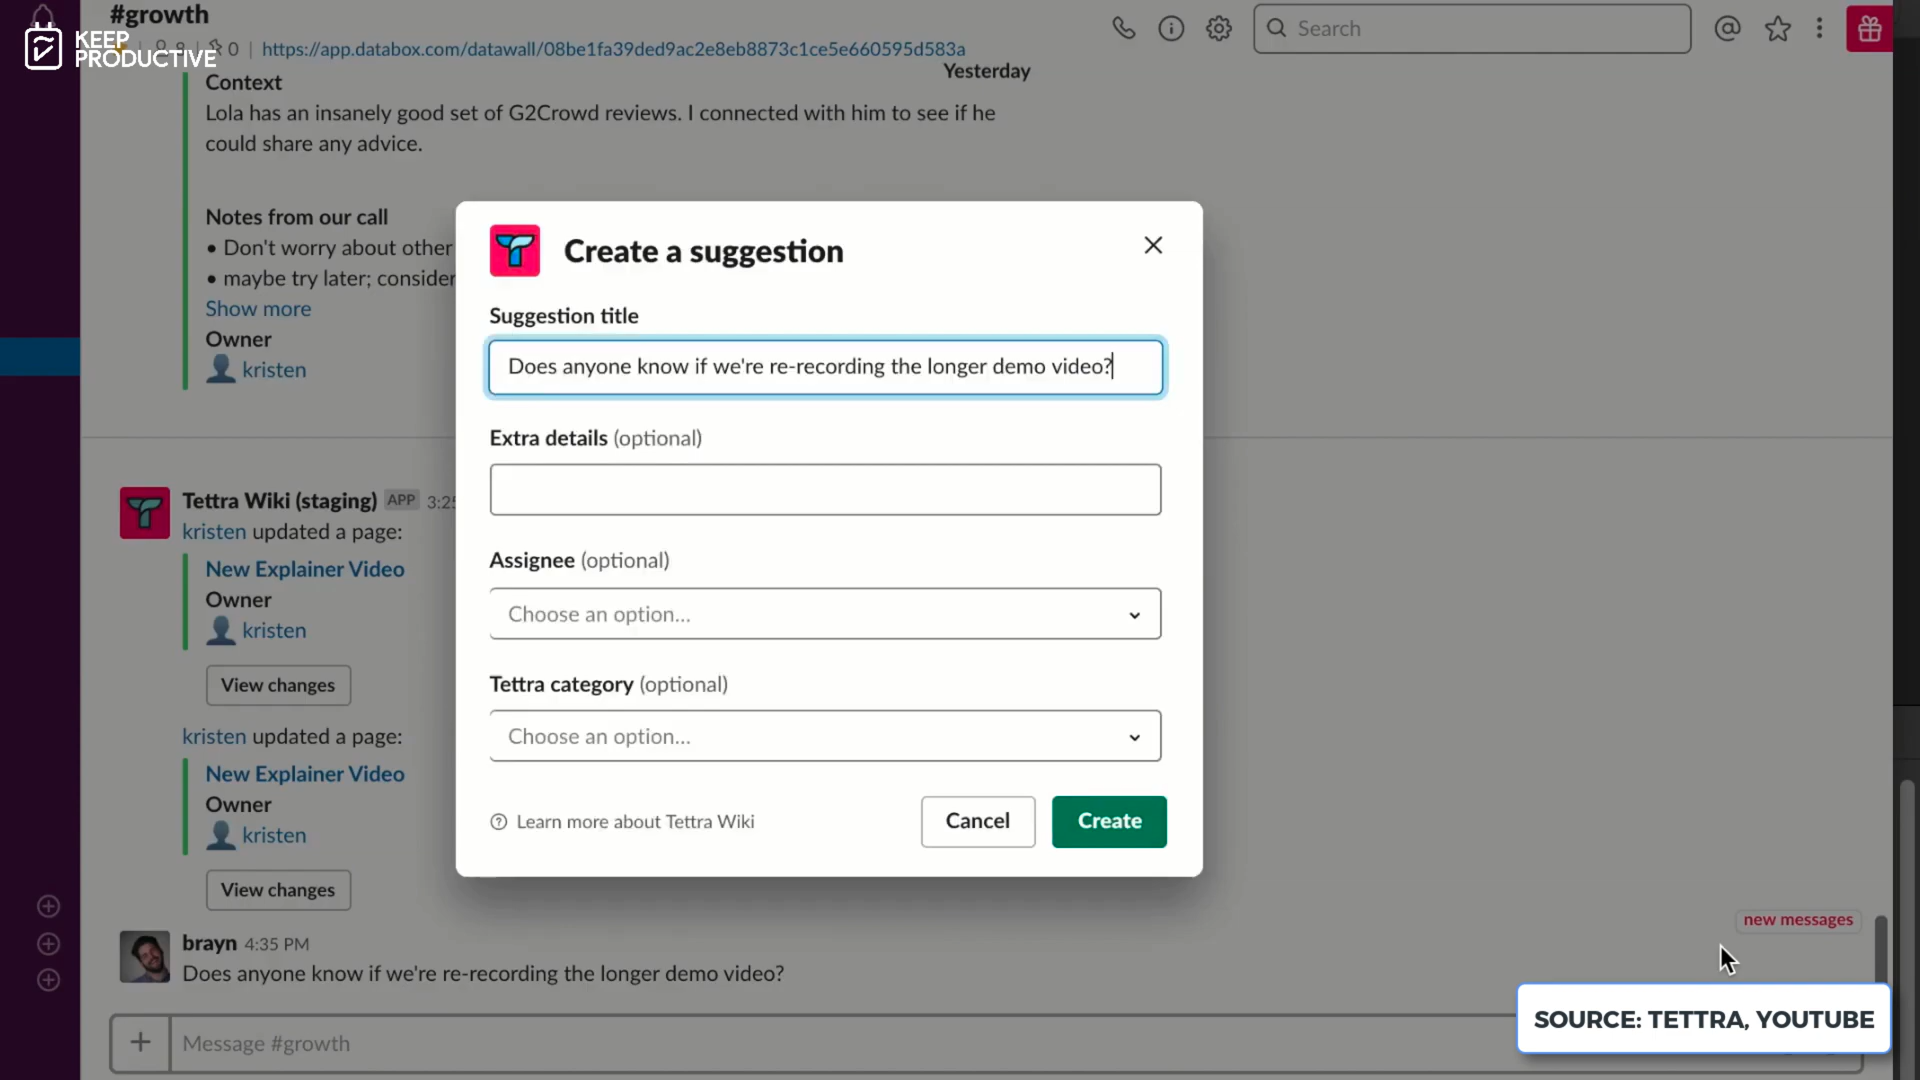 #growth
KEEP
PRODUCTIVE
0 | https://app.databox.com/datawall/08be1fa39ded9ac2e8eb8873c1ce5e660595d583a
Search
Yesterday
Context
Lola has an insanely good set of G2Crowd reviews. I connected with him to see if he
could share any advice.
Notes from our call
• Don't worry about other
• maybe try later; consider
Show more
Owner
kristen
Create a suggestion
Suggestion title
Does anyone know if we're re-recording the longer demo video?
Extra details (optional)
Assignee (optional)
Choose an option...
Tettra category (optional)
Choose an option...
Learn more about Tettra Wiki
Cancel
Create
Tettra Wiki (staging) APP 3:25
kristen updated a page:
New Explainer Video
Owner
kristen
View changes
kristen updated a page:
New Explainer Video
Owner
kristen
View changes
new messages
brayn 4:35 PM
Does anyone know if we're re-recording the longer demo video?
Message #growth
SOURCE: TETTRA, YOUTUBE